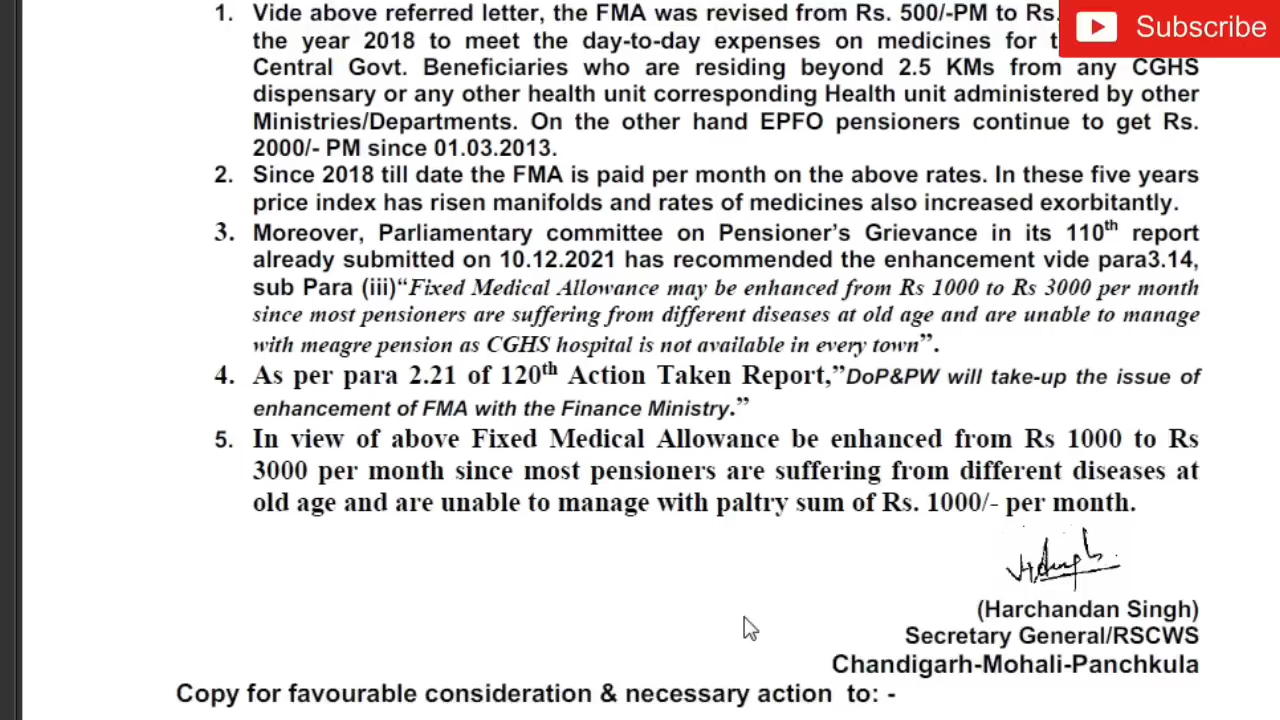 1. Vide above referred letter, the FMA was revised from Rs. 500/-PM to Rs.
Subscribe
the year 2018 to meet the day-to-day expenses on medicines for
Central Govt. Beneficiaries who are residing beyond 2.5 KMs from any CGHS
dispensary or any other health unit corresponding Health unit administered by other
Ministries/Departments. On the other hand EPFO pensioners continue to get Rs.
2000/- PM since 01.03.2013.
2. Since 2018 till date the FMA is paid per month on the above rates. In these five years
price index has risen manifolds and rates of medicines also increased exorbitantly.
3. Moreover, Parliamentary committee on Pensioner's Grievance in its 110th report
already submitted on 10.12.2021 has recommended the enhancement vide para3.14,
sub Para (iii)“Fixed Medical Allowance may be enhanced from Rs 1000 to Rs 3000 per month
since most pensioners are suffering from different diseases at old age and are unable to manage
with meagre pension as CGHS hospital is not available in every town”.
4. As per para 2.21 of 120th Action Taken Report,”DoP&PW will take-up the issue of
enhancement of FMA with the Finance Ministry.”
5. In view of above Fixed Medical Allowance be enhanced from Rs 1000 to Rs
3000 per month since most pensioners are suffering from different diseases at
old age and are unable to manage with paltry sum of Rs. 1000/- per month.
(Harchandan Singh)
Secretary General/RSCWS
Chandigarh-Mohali-Panchkula
Copy for favourable consideration & necessary action to: -